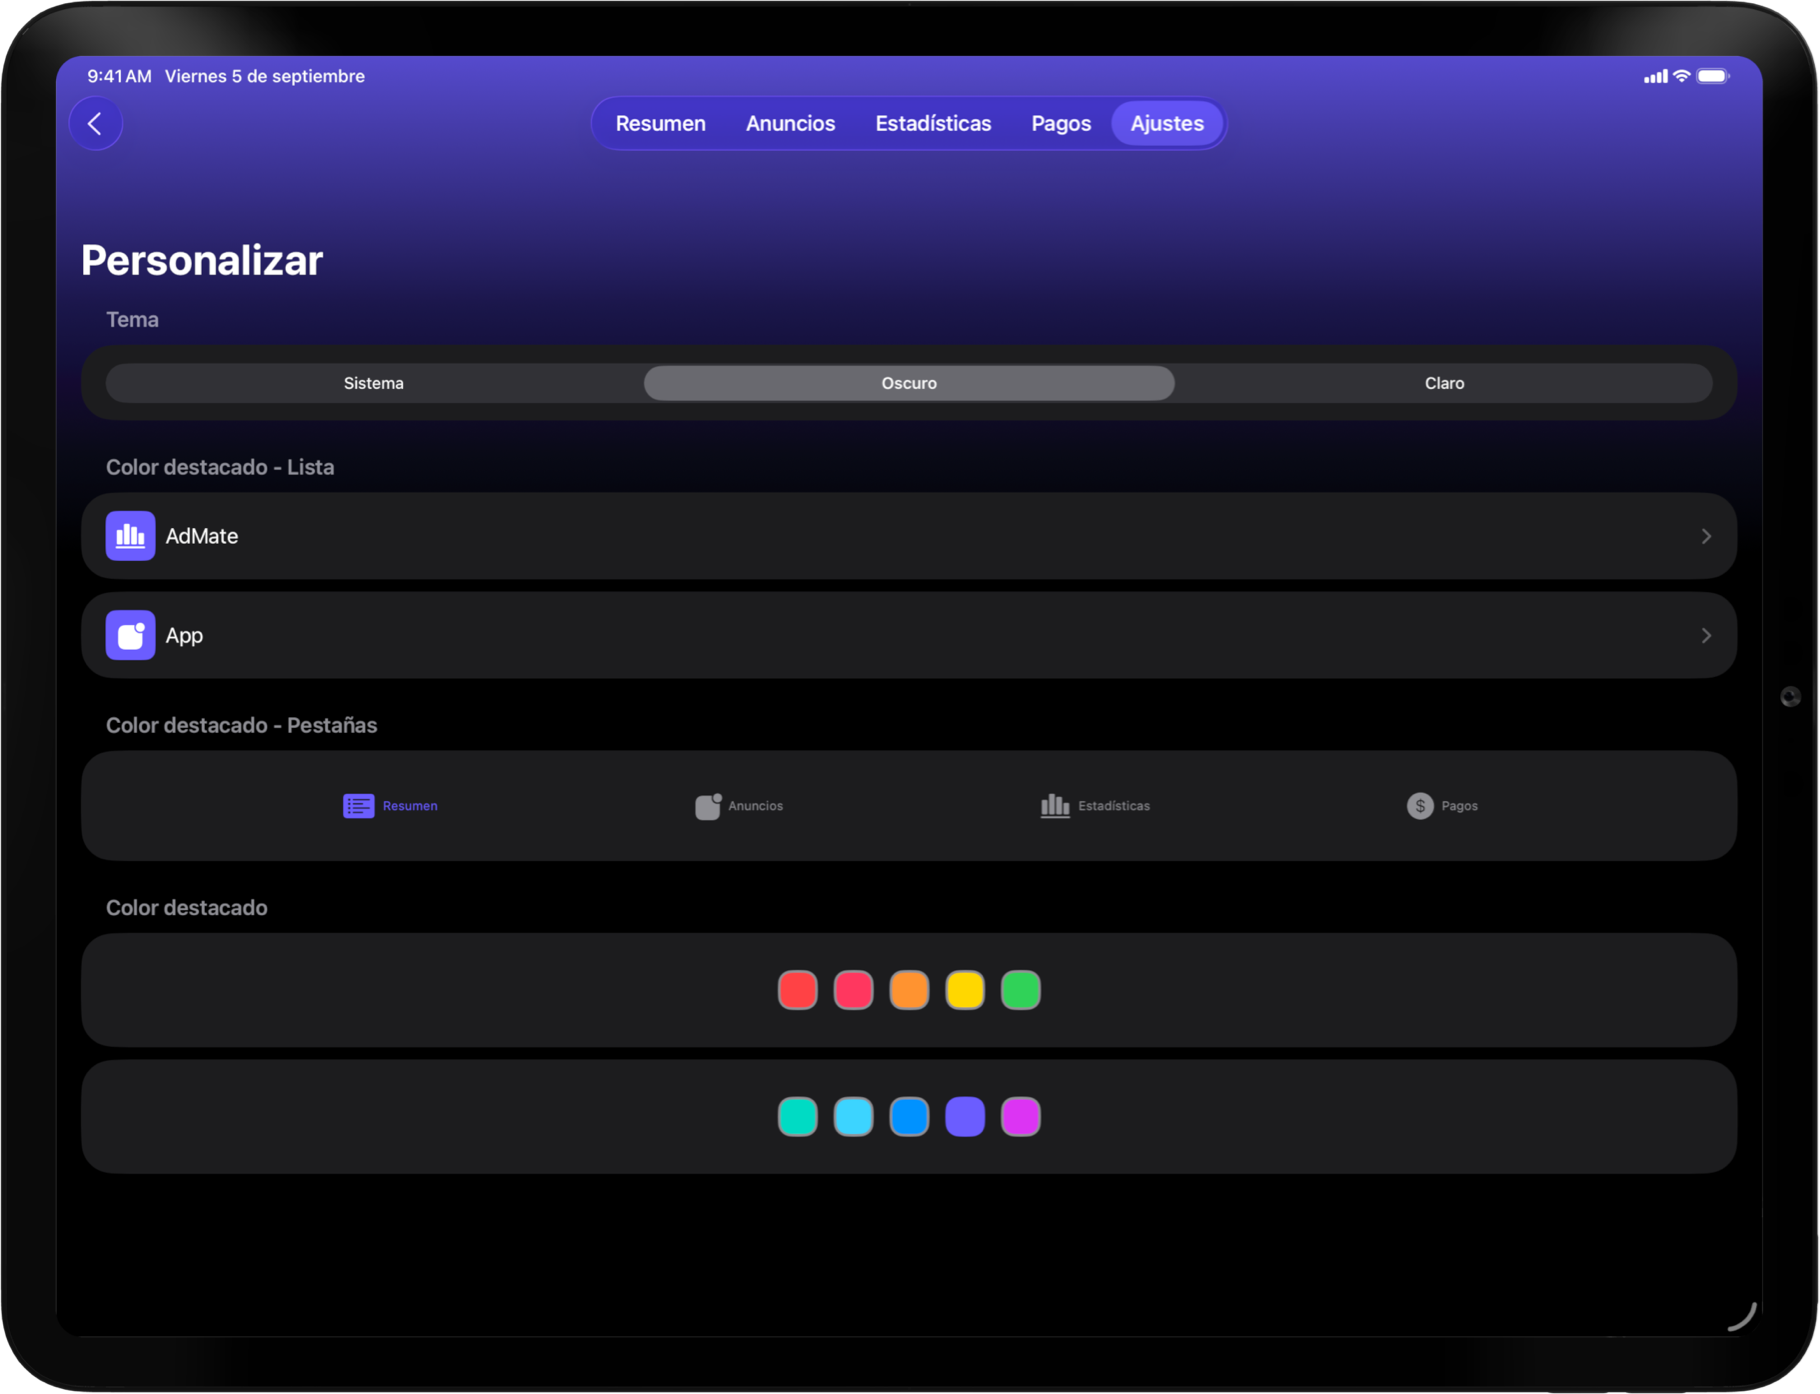 9:41 AM Viernes 5 de septiembre
Resumen Anuncios Estadísticas Pagos Ajustes
Personalizar
Tema
Sistema Oscuro Claro
Color destacado - Lista
AdMate
App
Color destacado - Pestañas
Resumen Anuncios Estadísticas $ Pagos
Color destacado